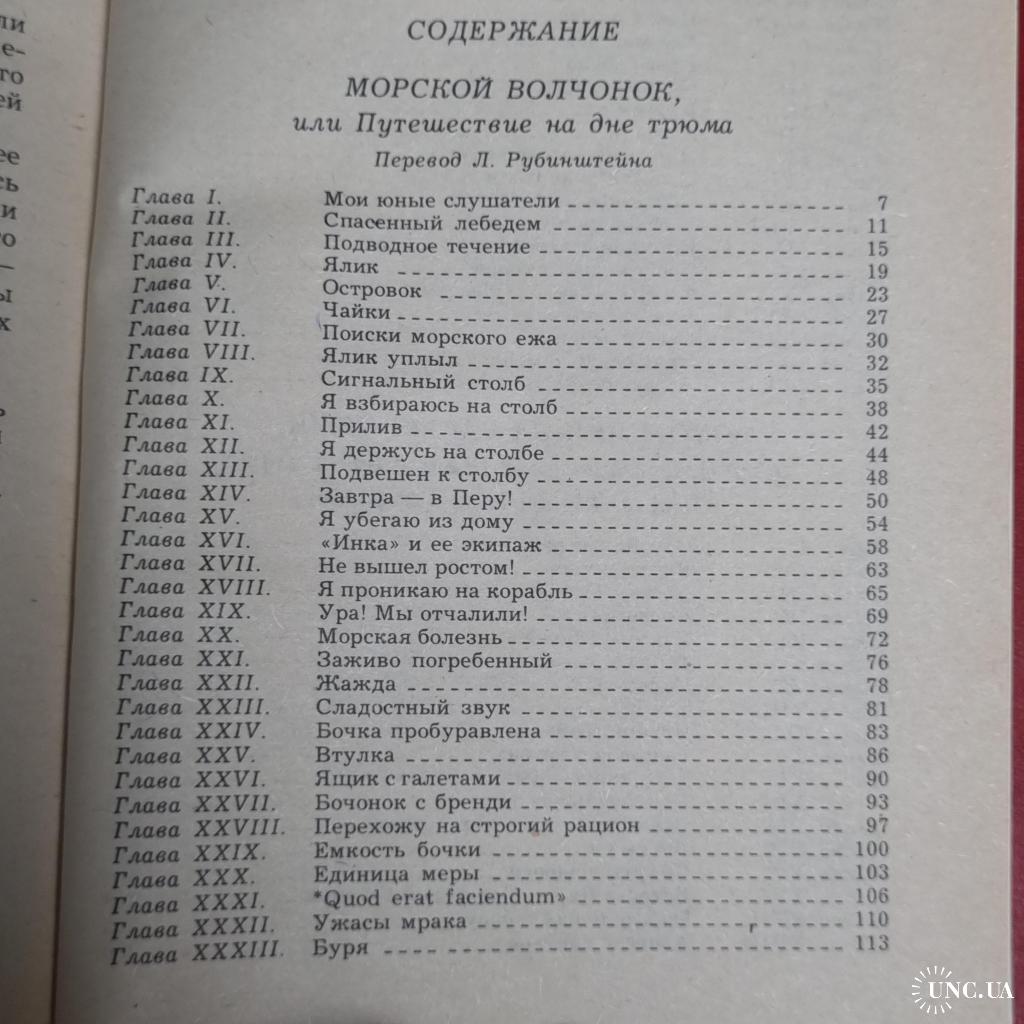 СОДЕРЖАНИЕ
МОРСКОЙ ВОЛЧОНОК,
или Путешествие на дне трюма
Перевод Л. Рубинштейна
Глава I. Мои юные слушатели 7
Глава II. Спасенный лебедем 11
Глава III. Подводное течение 15
Глава IV. Ялик 19
Глава V. Островок 23
Глава VI. Чайки 27
Глава VII. Поиски морского ежа 30
Глава VIII. Ялик уплыл 32
Глава IX. Сигнальный столб 35
Глава X. Я взбираюсь на столб 38
Глава XI. Прилив 42
Глава XII. Я держусь на столбе 44
Глава XIII. Подвешен к столбу 48
Глава XIV. Завтра — в Перу! 50
Глава XV. Я убегаю из дому 54
Глава XVI. «Инка» и ее экипаж 58
Глава XVII. Не вышел ростом! 63
Глава XVIII. Я проникаю на корабль 65
Глава XIX. Ура! Мы отчалили! 69
Глава XX. Морская болезнь 72
Глава XXI. Заживо погребенный 76
Глава XXII. Жажда 78
Глава XXIII. Сладостный звук 81
Глава XXIV. Бочка пробуравлена 83
Глава XXV. Втулка 86
Глава XXVI. Ящик с галетами 90
Глава XXVII. Бочонок с бренди 93
Глава XXVIII. Перехожу на строгий рацион 97
Глава XXIX. Емкость бочки 100
Глава XXX. Единица меры 103
Глава XXXI. «Quod erat faciendum» 106
Глава XXXII. Ужасы мрака 110
Глава XXXIII. Буря 113
UNC.UA